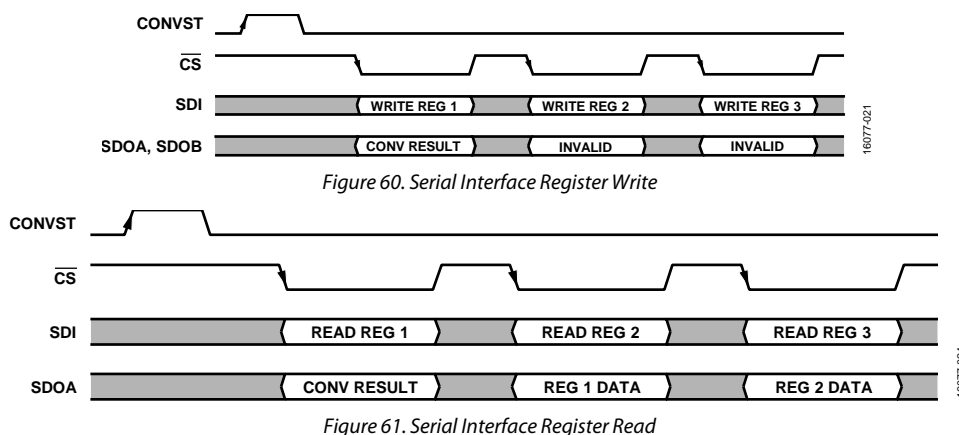 CONVST
CS
SDI WRITE REG 1 WRITE REG 2 WRITE REG 3
SDOA, SDOB CONV RESULT INVALID INVALID
16077-021
Figure 60. Serial Interface Register Write
CONVST
CS
SDI READ REG 1 READ REG 2 READ REG 3
SDOA CONV RESULT REG 1 DATA REG 2 DATA
Figure 61. Serial Interface Register Read